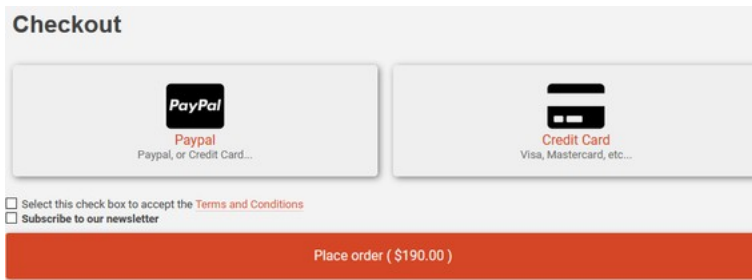 Checkout
PayPal
Paypal
Paypal, or Credit Card...
Credit Card
Visa, Mastercard, etc...
Select this check box to accept the Terms and Conditions
Subscribe to our newsletter
Place order ( $190.00 )